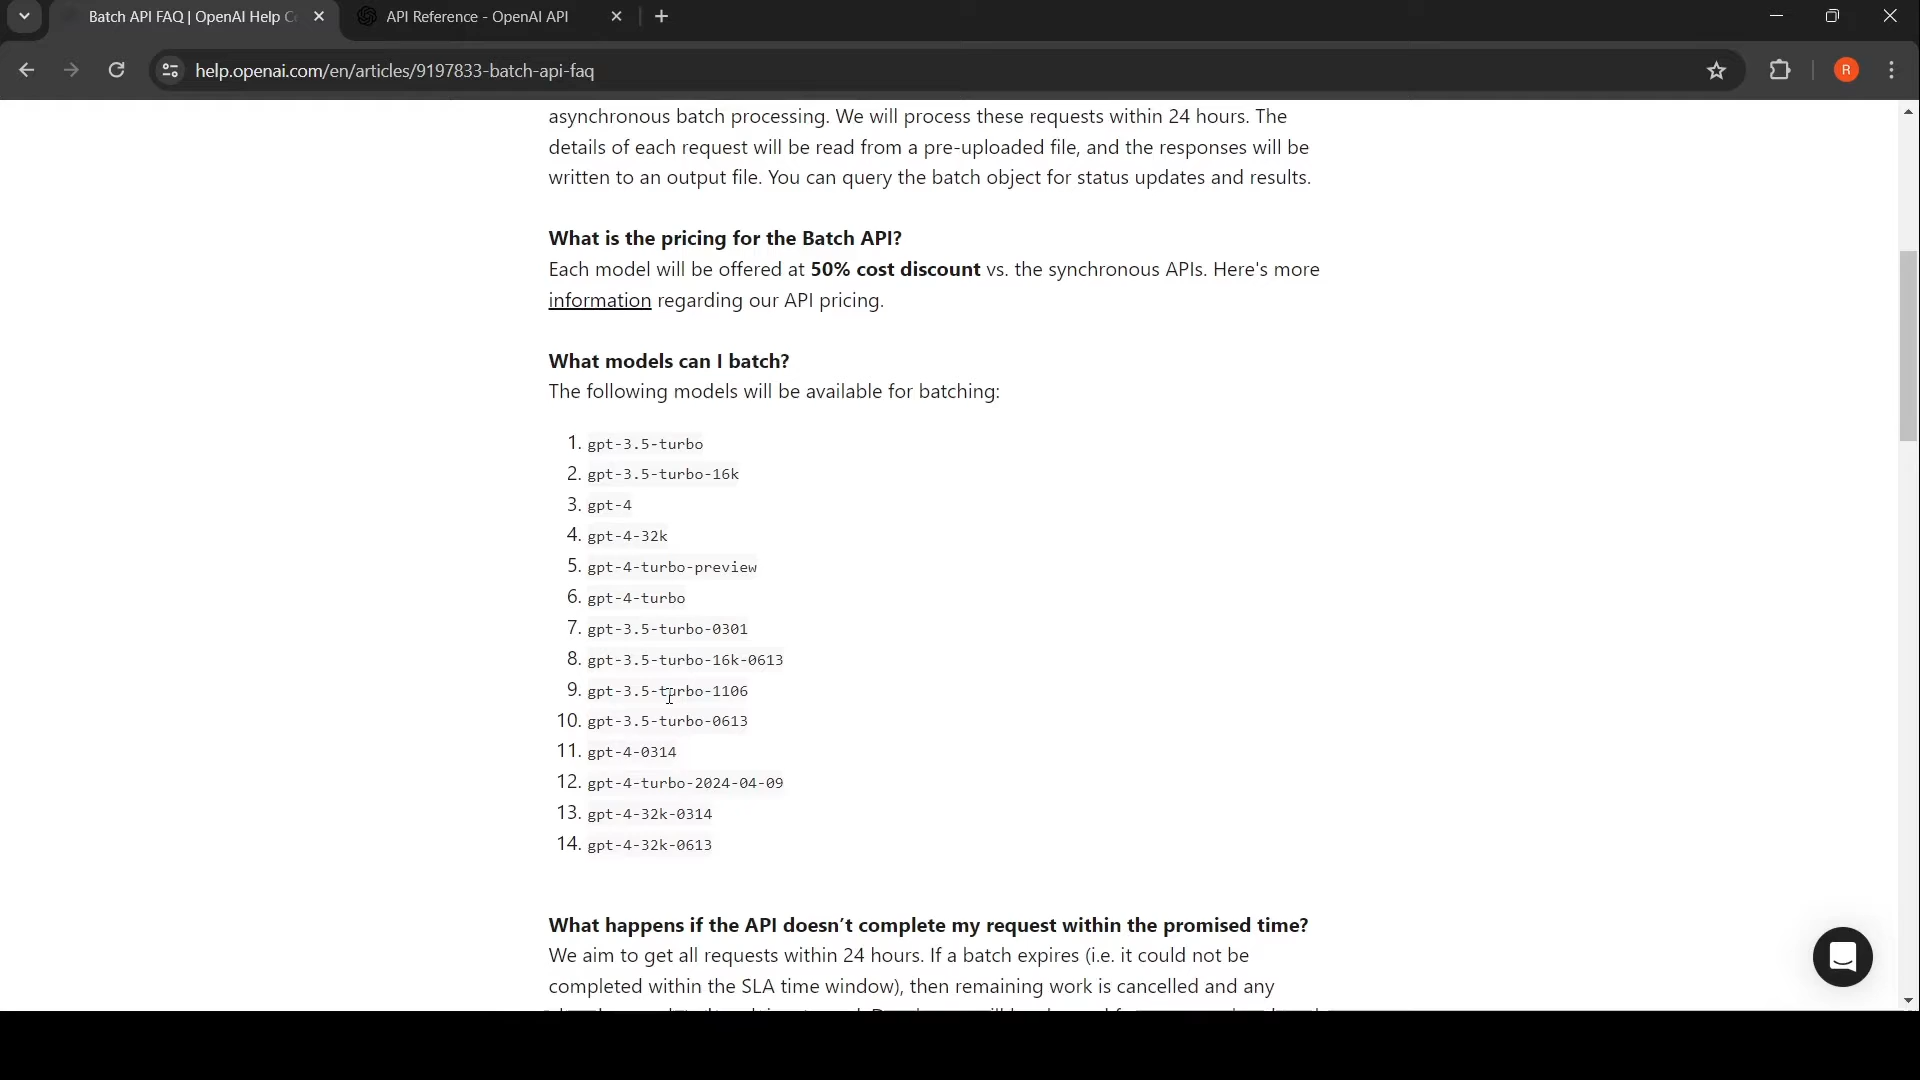 Batch API FAQ | OpenAI Help C
API Reference - OpenAI API
help.openai.com/en/articles/9197833-batch-api-faq
R
asynchronous batch processing. We will process these requests within 24 hours. The
details of each request will be read from a pre-uploaded file, and the responses will be
written to an output file. You can query the batch object for status updates and results.
What is the pricing for the Batch API?
Each model will be offered at 50% cost discount vs. the synchronous APIs. Here's more
information regarding our API pricing.
What models can I batch?
The following models will be available for batching:
1. gpt-3.5-turbo
2. gpt-3.5-turbo-16k
3. gpt-4
4. gpt-4-32k
5. gpt-4-turbo-preview
6. gpt-4-turbo
7. gpt-3.5-turbo-0301
8. gpt-3.5-turbo-16k-0613
9. gpt-3.5-turbo-1106
10. gpt-3.5-turbo-0613
11. gpt-4-0314
12. gpt-4-turbo-2024-04-09
13. gpt-4-32k-0314
14. gpt-4-32k-0613
What happens if the API doesn’t complete my request within the promised time?
We aim to get all requests within 24 hours. If a batch expires (i.e. it could not be
completed within the SLA time window), then remaining work is cancelled and any